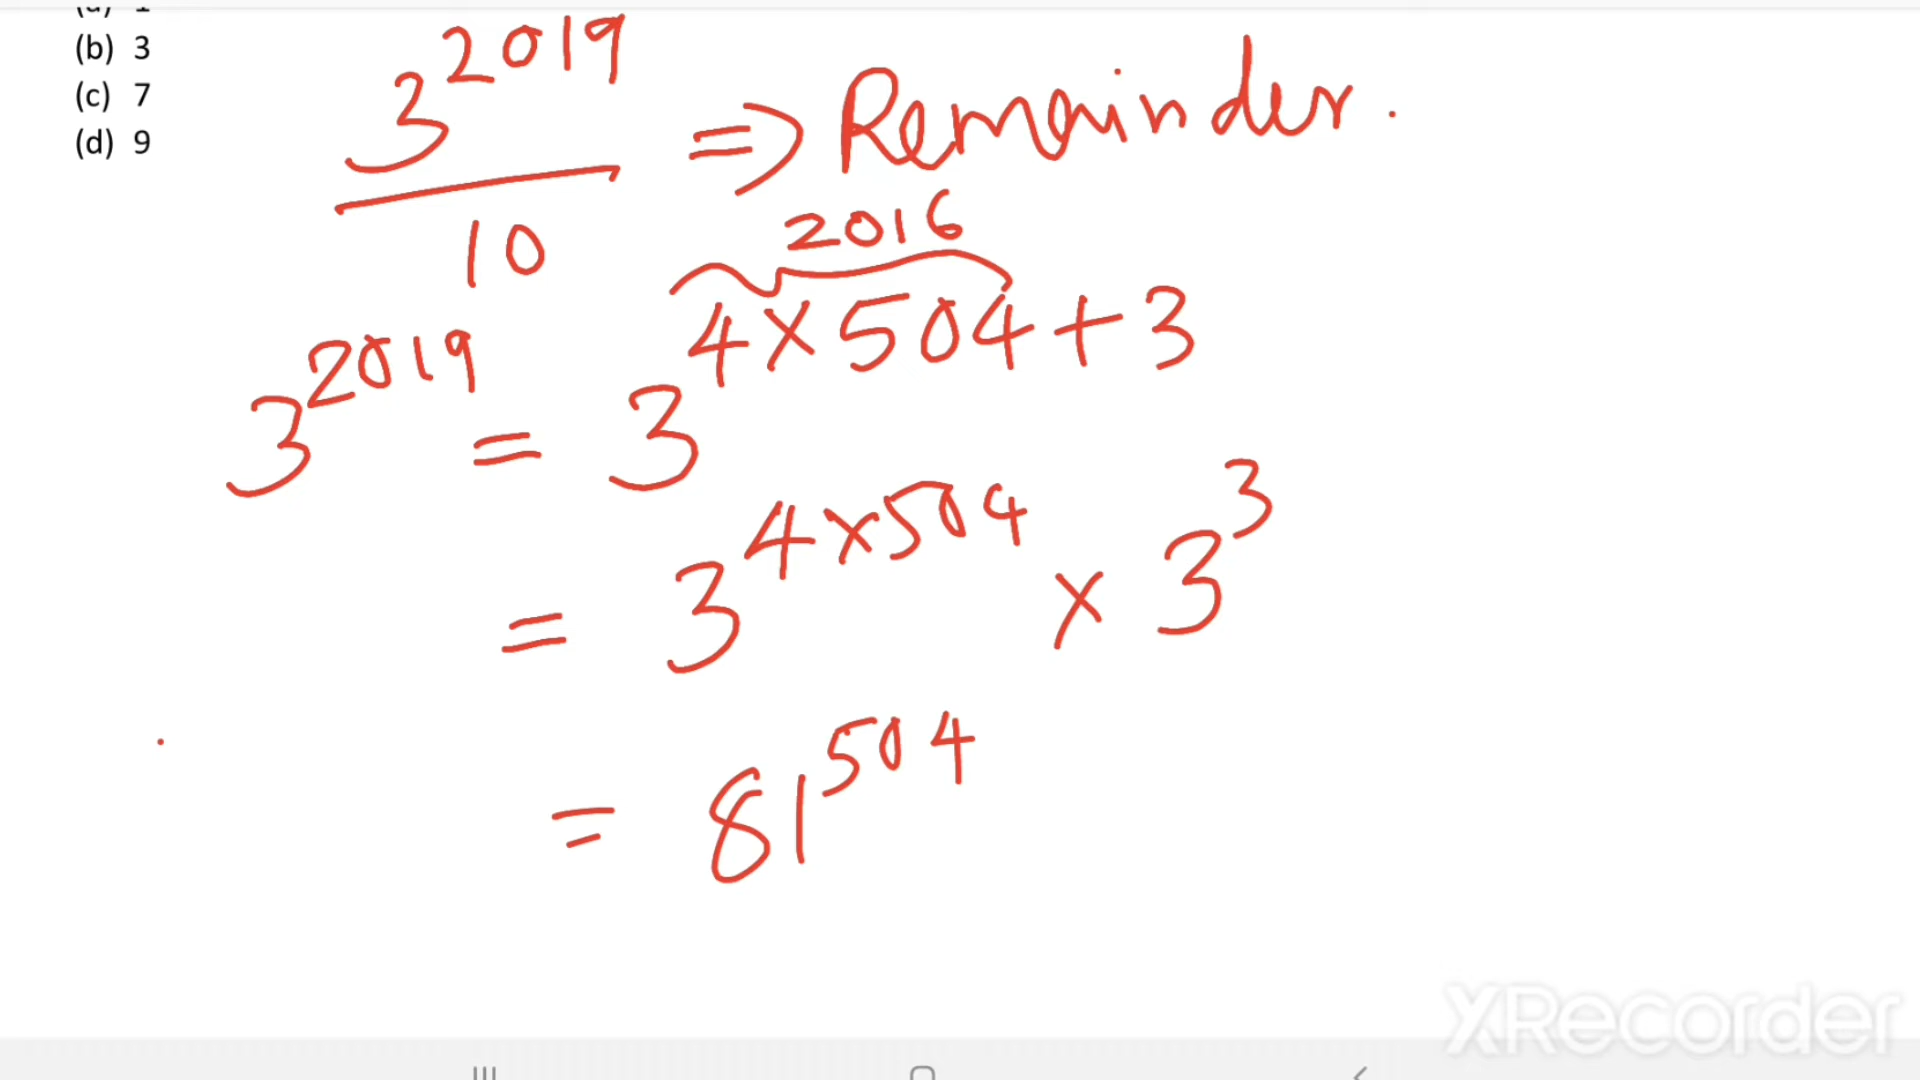 (a) 1
(b) 3
(c) 7
(d) 9
3^2019 / 10 => Remainder.
2016
3^2019 = 3^4×504+3
= 3^4×504 × 3^3
= 81^504
XRecorder